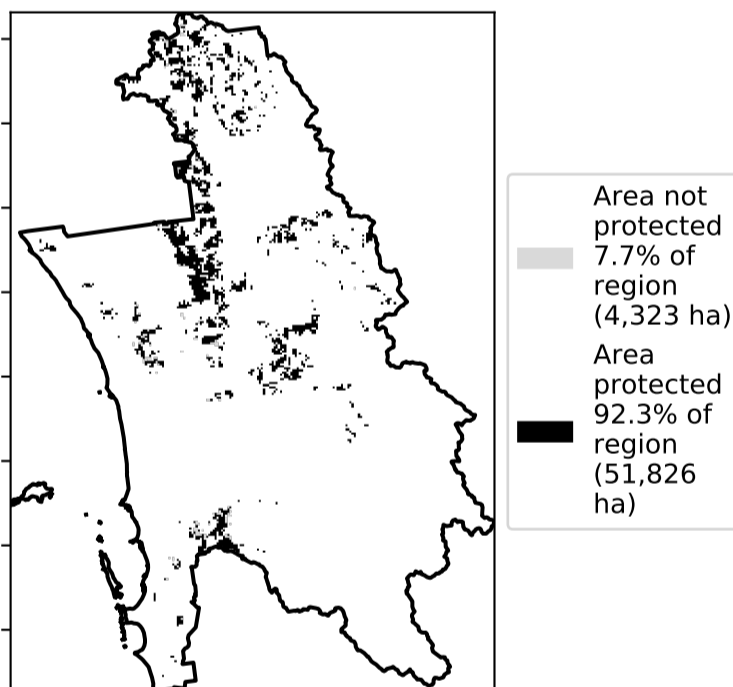 Area not
protected
7.7% of
region
(4,323 ha)
Area
protected
92.3% of
region
(51,826
ha)